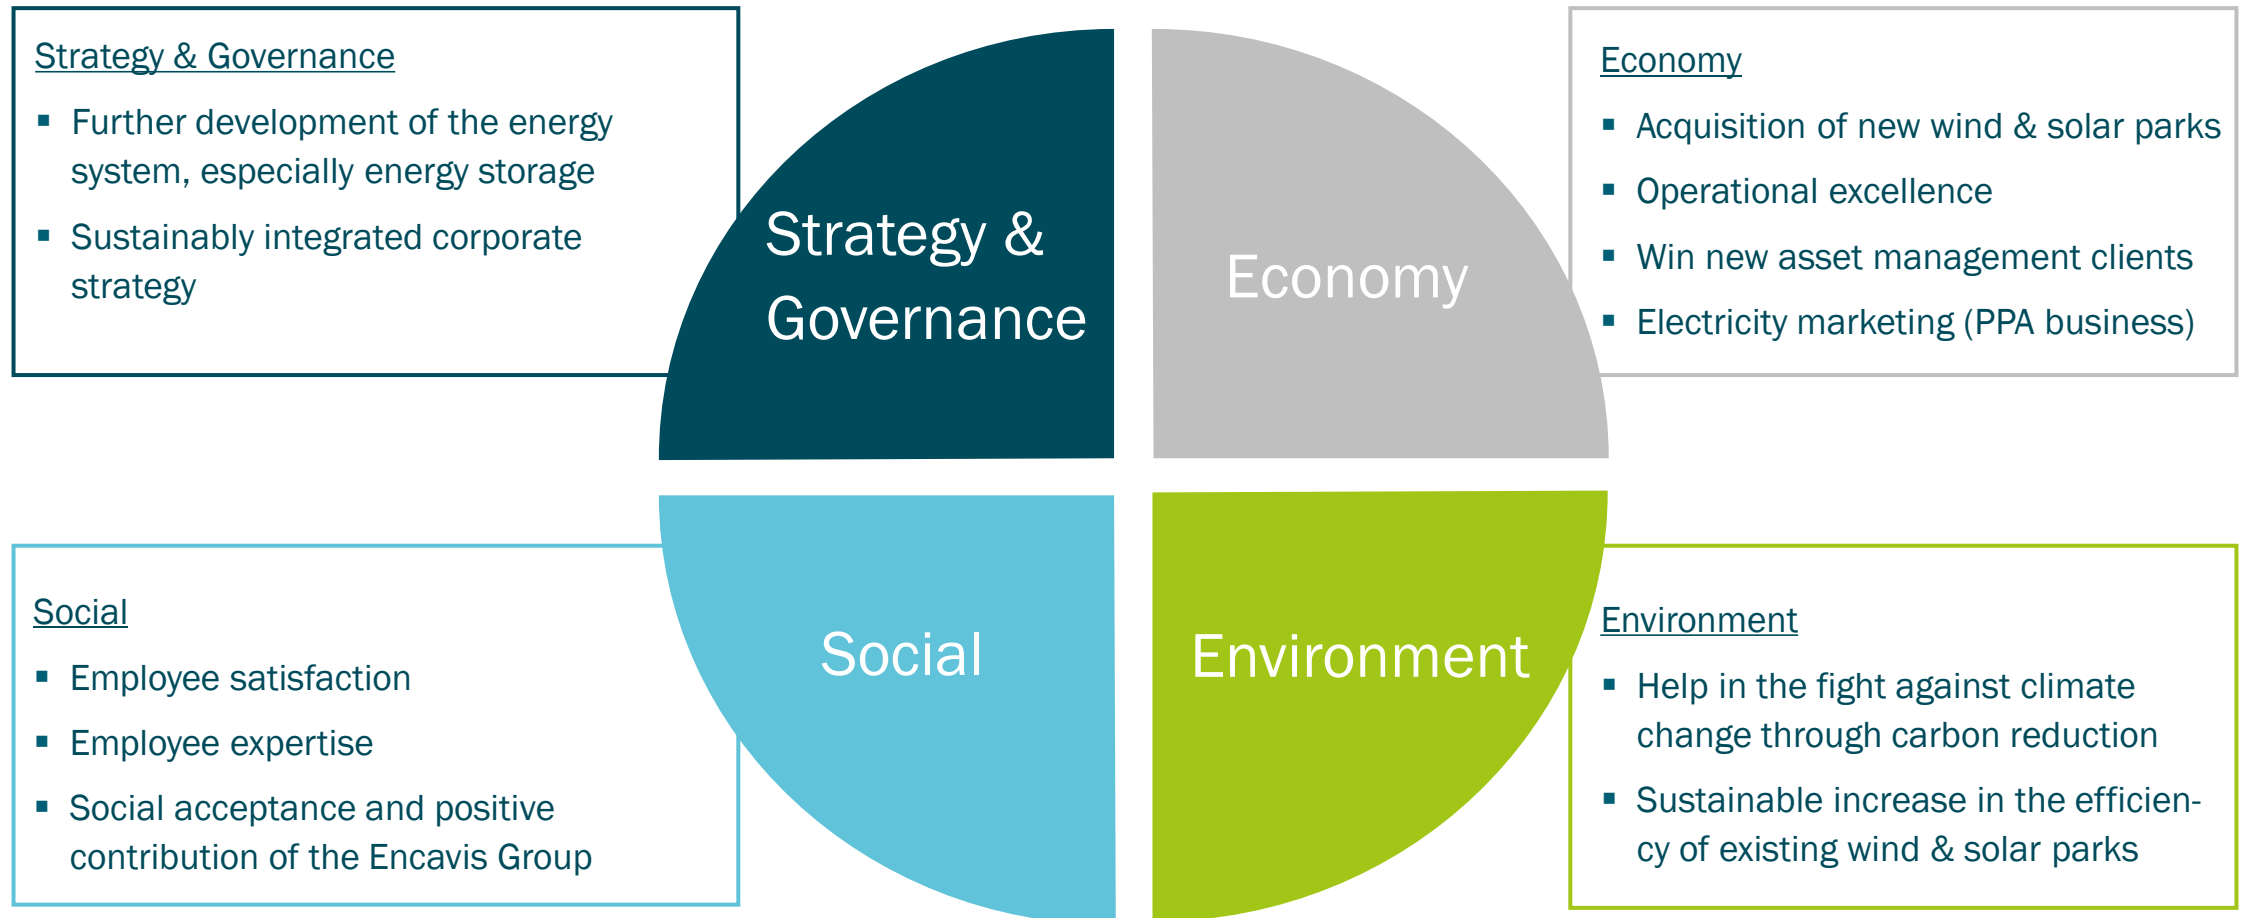 Strategy & Governance
▪ Further development of the energy
system, especially energy storage
▪ Sustainably integrated corporate
strategy
Strategy &
Governance
Economy
Economy
▪ Acquisition of new wind & solar parks
▪ Operational excellence
▪ Win new asset management clients
▪ Electricity marketing (PPA business)
Social
▪ Employee satisfaction
▪ Employee expertise
▪ Social acceptance and positive
contribution of the Encavis Group
Social
Environment
Environment
▪ Help in the fight against climate
change through carbon reduction
▪ Sustainable increase in the efficien-
cy of existing wind & solar parks